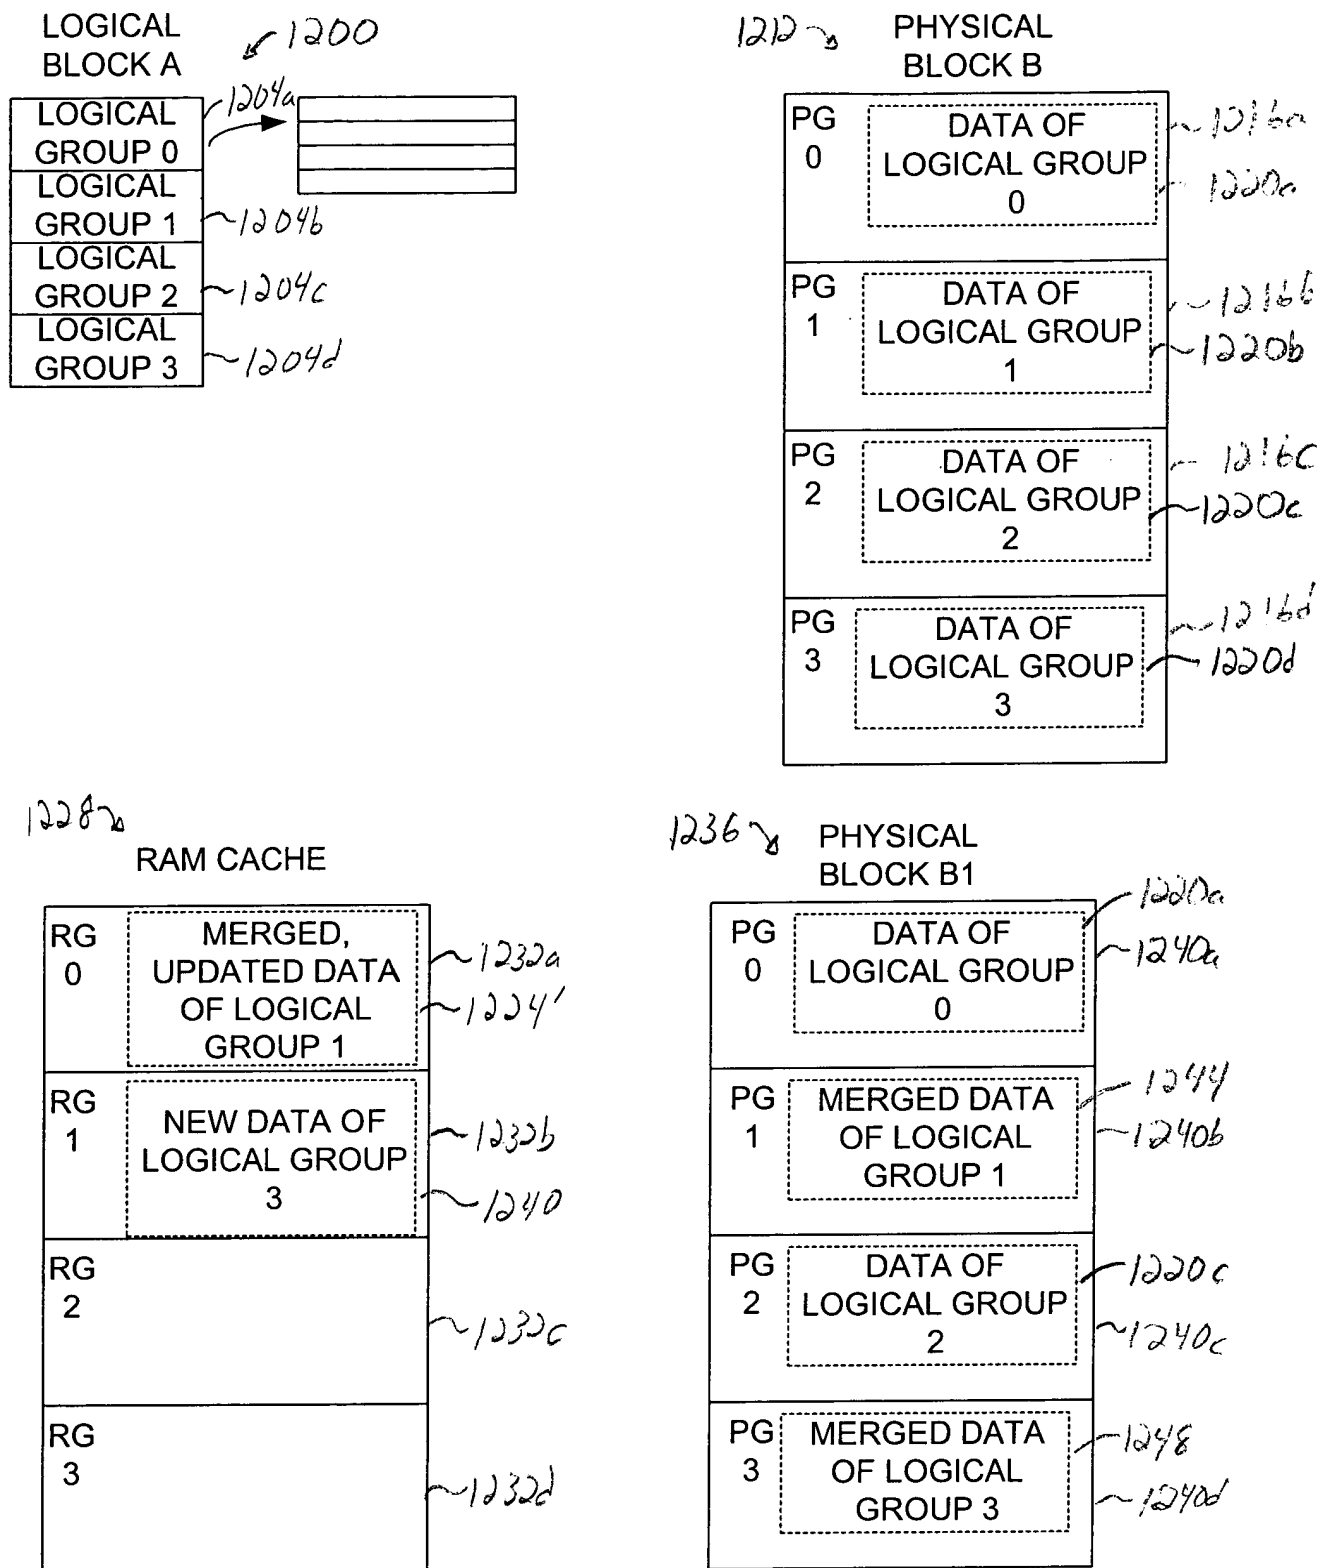 LOGICAL
BLOCK A
1200
LOGICAL
GROUP 0
1204a
LOGICAL
GROUP 1
1204b
LOGICAL
GROUP 2
1204c
LOGICAL
GROUP 3
1204d
1212
PHYSICAL
BLOCK B
PG
0
DATA OF
LOGICAL GROUP
0
1216a
1220a
PG
1
DATA OF
LOGICAL GROUP
1
1216b
1220b
PG
2
DATA OF
LOGICAL GROUP
2
1216c
1220c
PG
3
DATA OF
LOGICAL GROUP
3
1216d
1220d
1228
RAM CACHE
RG
0
MERGED,
UPDATED DATA
OF LOGICAL
GROUP 1
1232a
1224'
RG
1
NEW DATA OF
LOGICAL GROUP
3
1232b
1240
RG
2
1232c
RG
3
1232d
1236
PHYSICAL
BLOCK B1
PG
0
DATA OF
LOGICAL GROUP
0
1220a
1240a
PG
1
MERGED DATA
OF LOGICAL
GROUP 1
1244
1240b
PG
2
DATA OF
LOGICAL GROUP
2
1220c
1240c
PG
3
MERGED DATA
OF LOGICAL
GROUP 3
1248
1240d